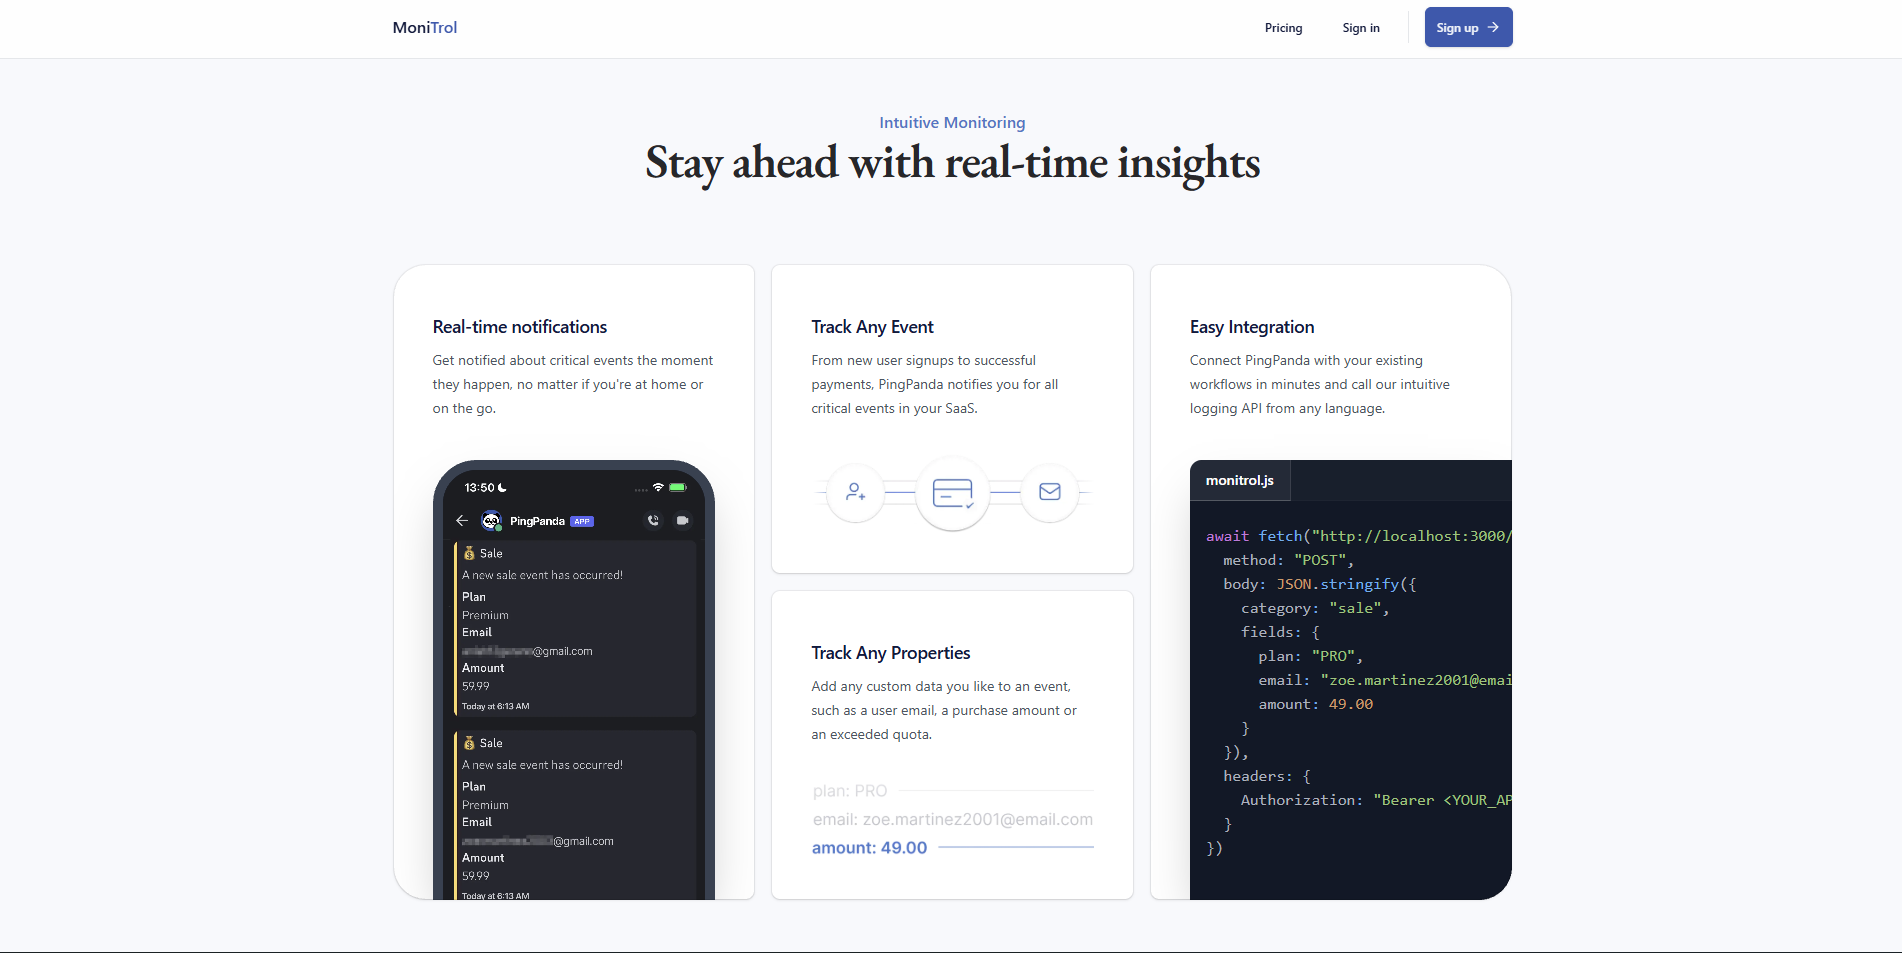 MoniTrol
Pricing
Sign in
Sign up
Intuitive Monitoring
Stay ahead with real-time insights
Real-time notifications
Get notified about critical events the moment
they happen, no matter if you're at home or
on the go.
13:50
PingPanda APP
Sale
A new sale event has occurred!
Plan
Premium
Email
@gmail.com
Amount
59.99
Today at 6:13 AM
Sale
A new sale event has occurred!
Plan
Premium
Email
@gmail.com
Amount
59.99
Today at 6:13 AM
Track Any Event
From new user signups to successful
payments, PingPanda notifies you for all
critical events in your SaaS.
Track Any Properties
Add any custom data you like to an event,
such as a user email, a purchase amount or
an exceeded quota.
plan: PRO
email: zoe.martinez2001@email.com
amount: 49.00
Easy Integration
Connect PingPanda with your existing
workflows in minutes and call our intuitive
logging API from any language.
monitrol.js
await fetch("http://localhost:3000/
method: "POST",
body: JSON.stringify({
category: "sale",
fields: {
plan: "PRO",
email: "zoe.martinez2001@emai
amount: 49.00
}
}),
headers: {
Authorization: "Bearer <YOUR_AP
}
})